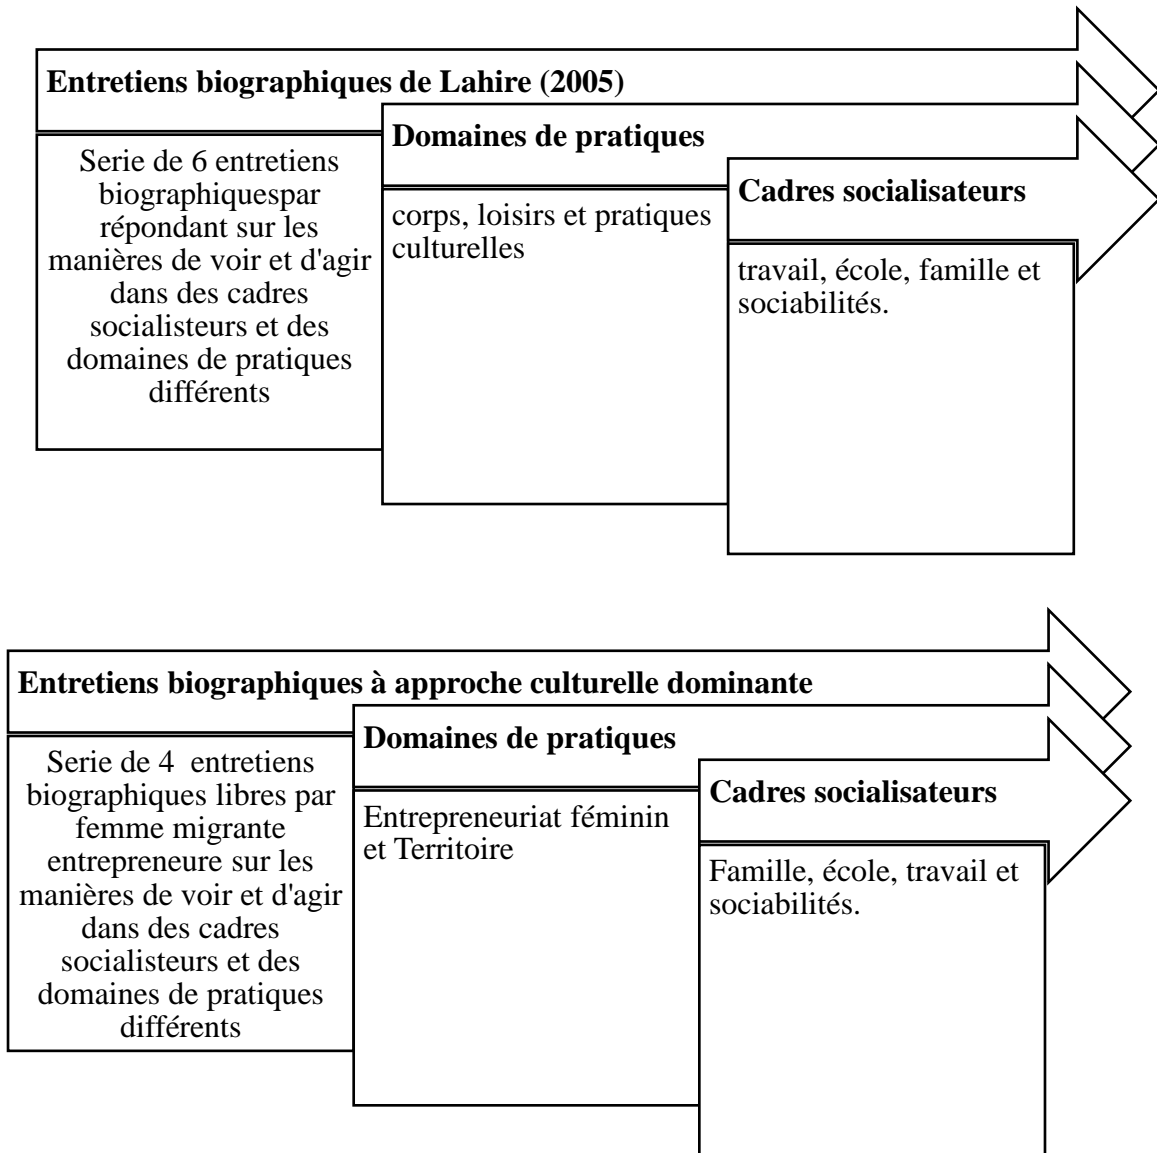 Entretiens biographiques de Lahire (2005)
Serie de 6 entretiens
biographiquespar
répondant sur les
manières de voir et d'agir
dans des cadres
socialisteurs et des
domaines de pratiques
différents
Domaines de pratiques
corps, loisirs et pratiques
culturelles
Cadres socialisateurs
travail, école, famille et
sociabilités.
Entretiens biographiques à approche culturelle dominante
Serie de 4 entretiens
biographiques libres par
femme migrante
entrepreneure sur les
manières de voir et d'agir
dans des cadres
socialisteurs et des
domaines de pratiques
différents
Domaines de pratiques
Entrepreneuriat féminin
et Territoire
Cadres socialisateurs
Famille, école, travail et
sociabilités.